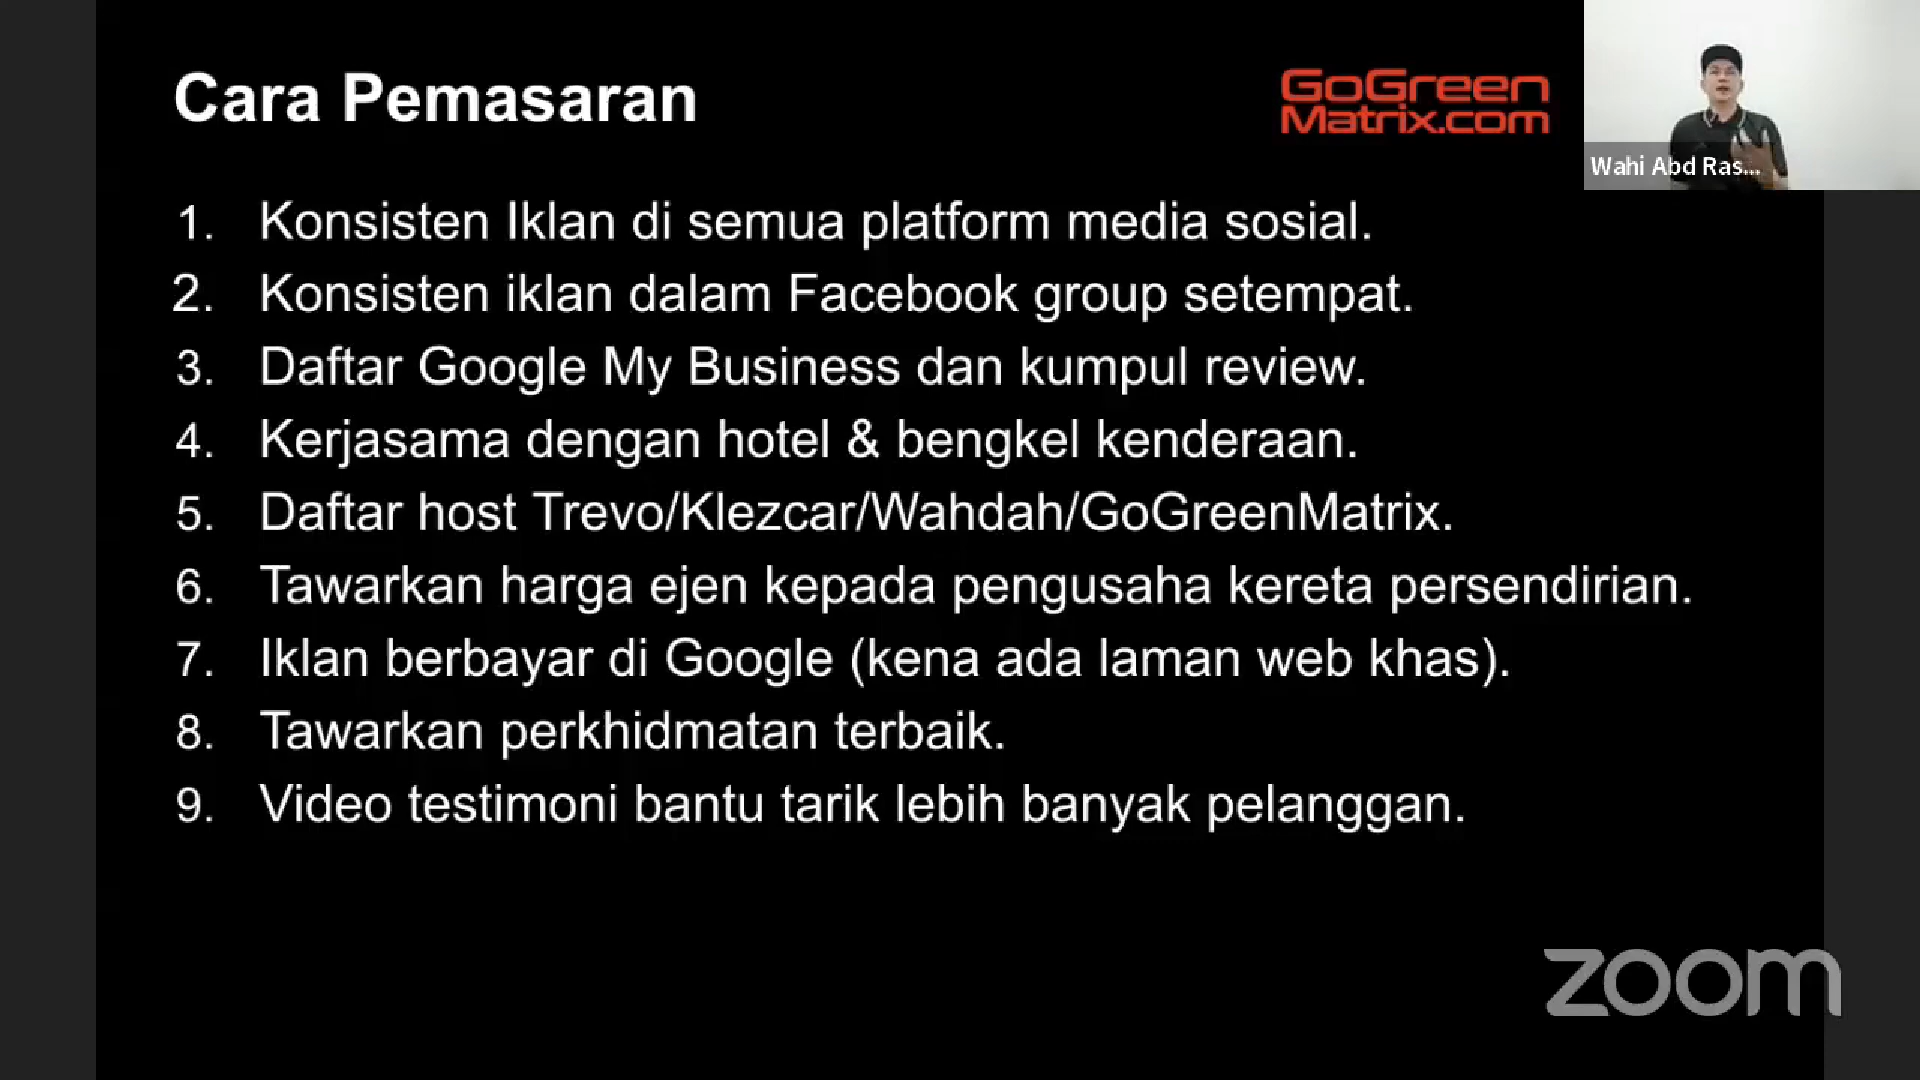 Cara Pemasaran
GoGreen
Matrix.com
Wahi Abd Ras...
1. Konsisten Iklan di semua platform media sosial.
2. Konsisten iklan dalam Facebook group setempat.
3. Daftar Google My Business dan kumpul review.
4. Kerjasama dengan hotel & bengkel kenderaan.
5. Daftar host Trevo/Klezcar/Wahdah/GoGreenMatrix.
6. Tawarkan harga ejen kepada pengusaha kereta persendirian.
7. Iklan berbayar di Google (kena ada laman web khas).
8. Tawarkan perkhidmatan terbaik.
9. Video testimoni bantu tarik lebih banyak pelanggan.
zoom